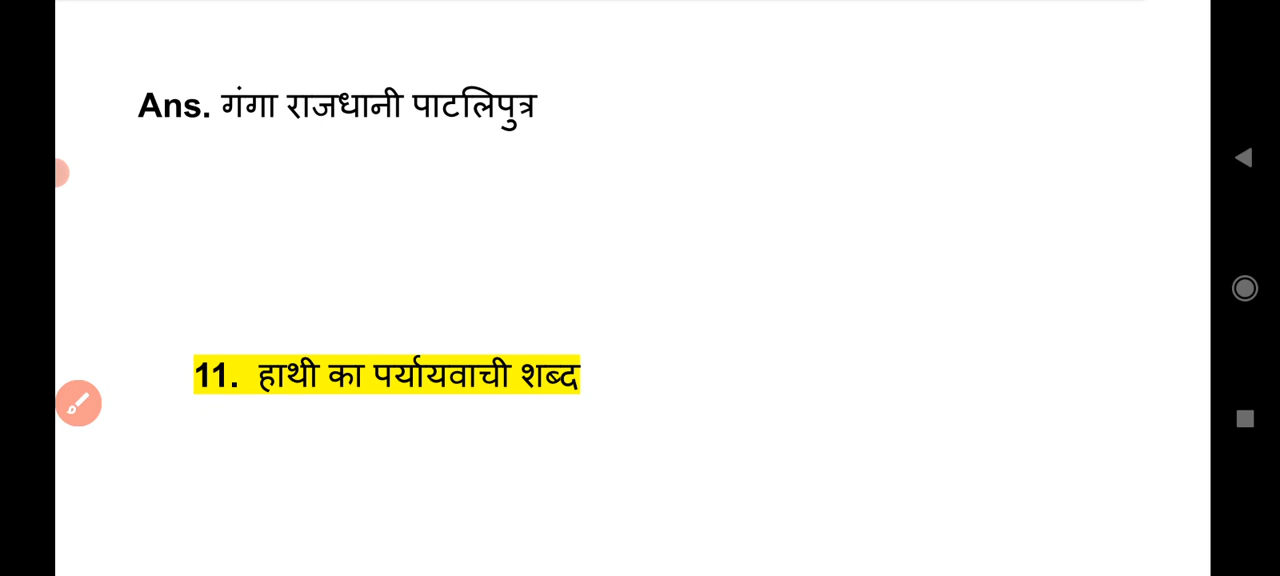 Ans. गंगा राजधानी पाटलिपुत्र
11. हाथी का पर्यायवाची शब्द